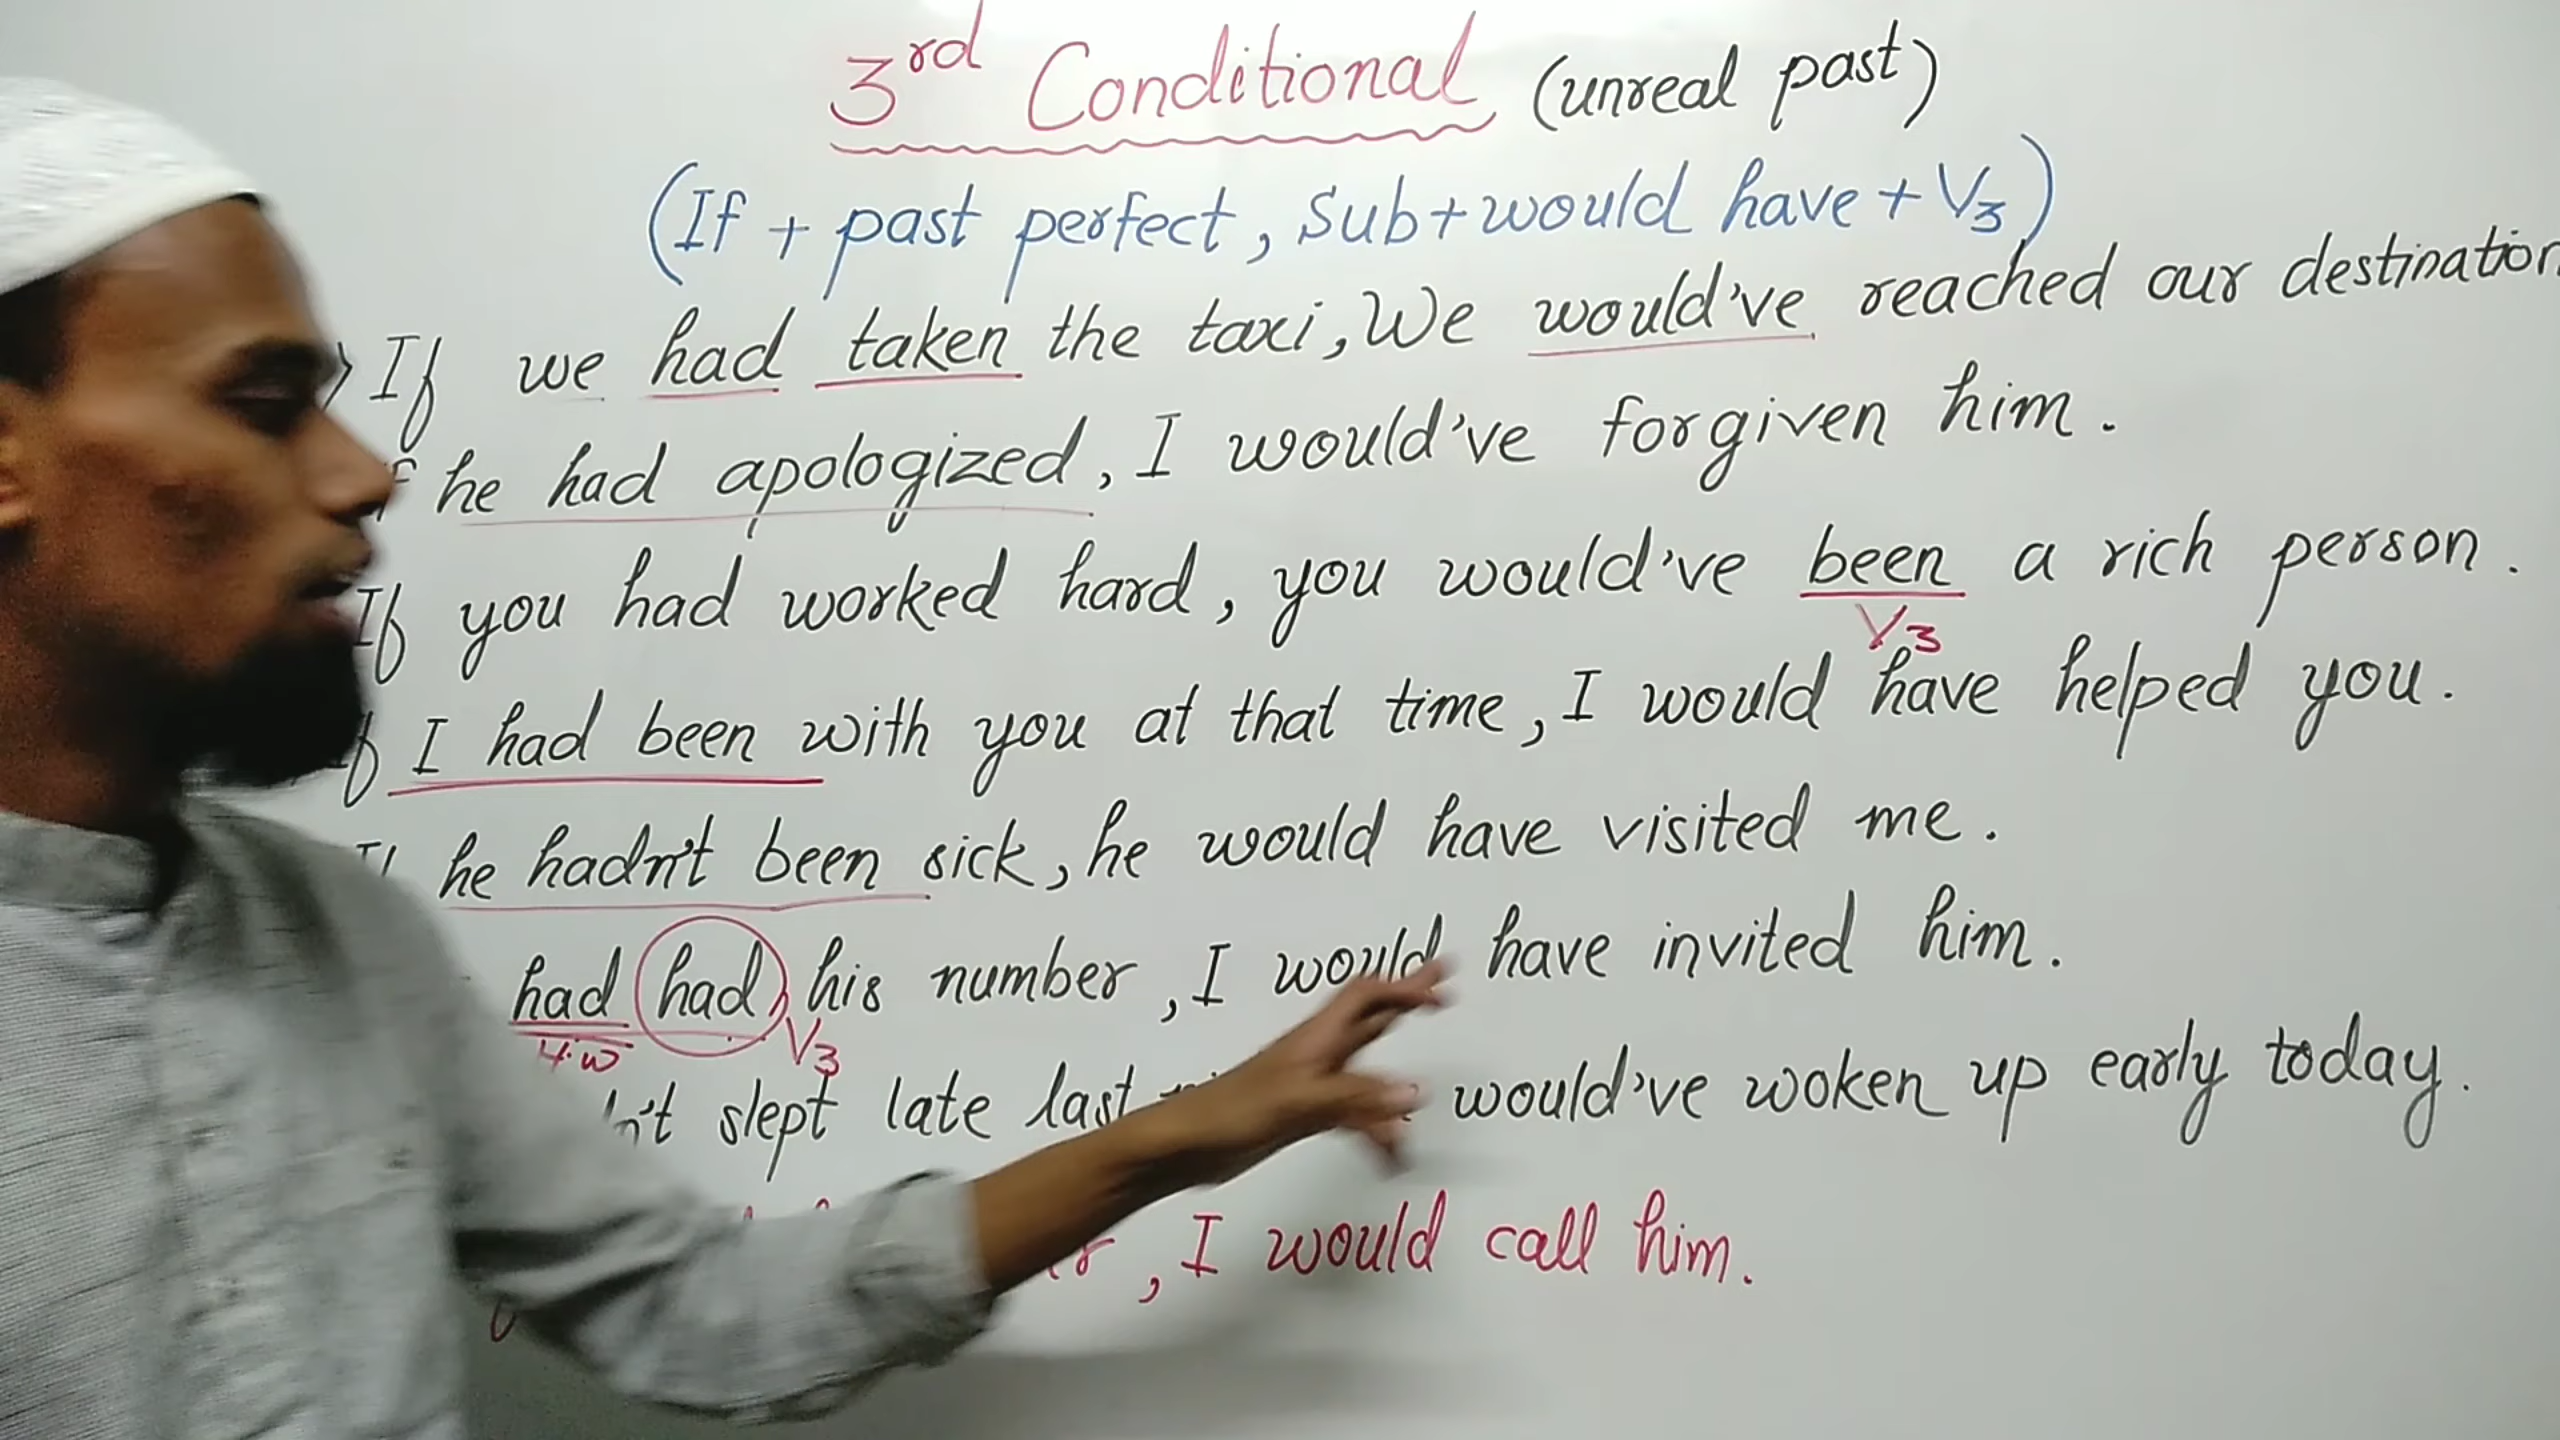 3rd Conditional (unreal past)
(If + past perfect, Sub+would have + V3)
If we had taken the taxi, We would've reached our destination
he had apologized, I would've forgiven him.
If you had worked hard, you would've been a rich person.
V3
I had been with you at that time, I would have helped you.
he hadn't been sick, he would have visited me.
had had, his number, I would have invited him.
H.W V3
slept late last would've woken up early today.
, I would call him.